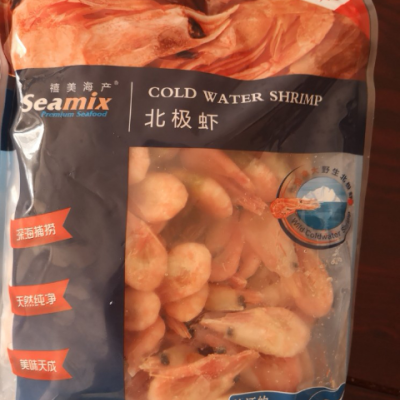 禧美海产®
Seamix
Premium Seafood
COLD WATER SHRIMP
北极虾
深海捕捞
天然纯净
美味天成